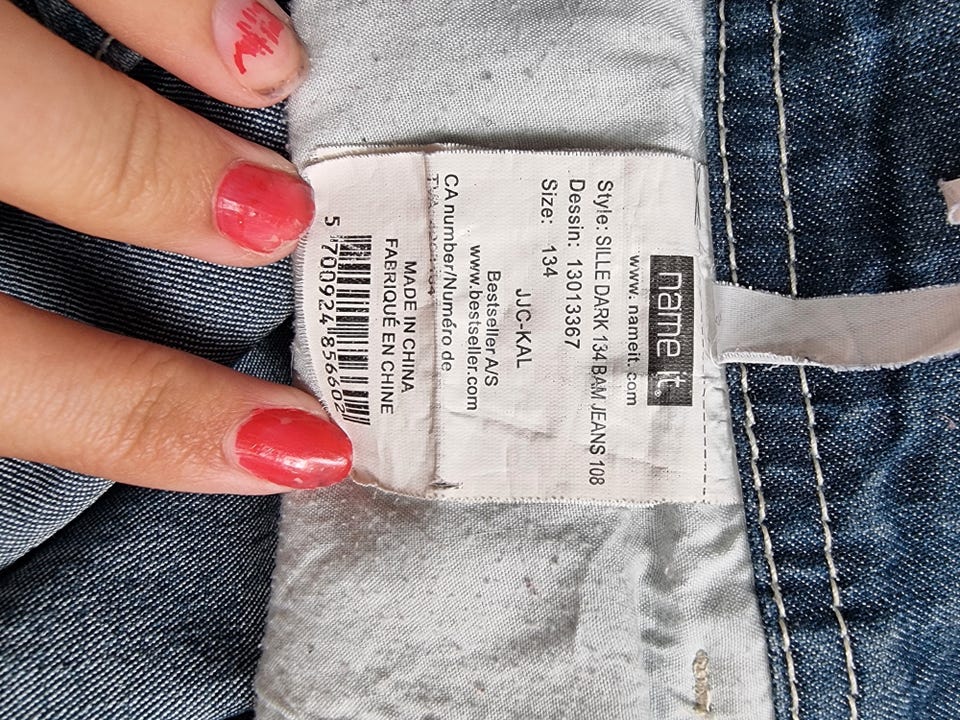 name it.
www.nameit.com
Style: SILLE DARK 134 BAM JEANS 108
Dessin: 13013367
Size: 134
JJC-KAL
Bestseller A/S
www.bestseller.com
CA number/Numéro de
MADE IN CHINA
FABRIQUÉ EN CHINE
5 700924 856602